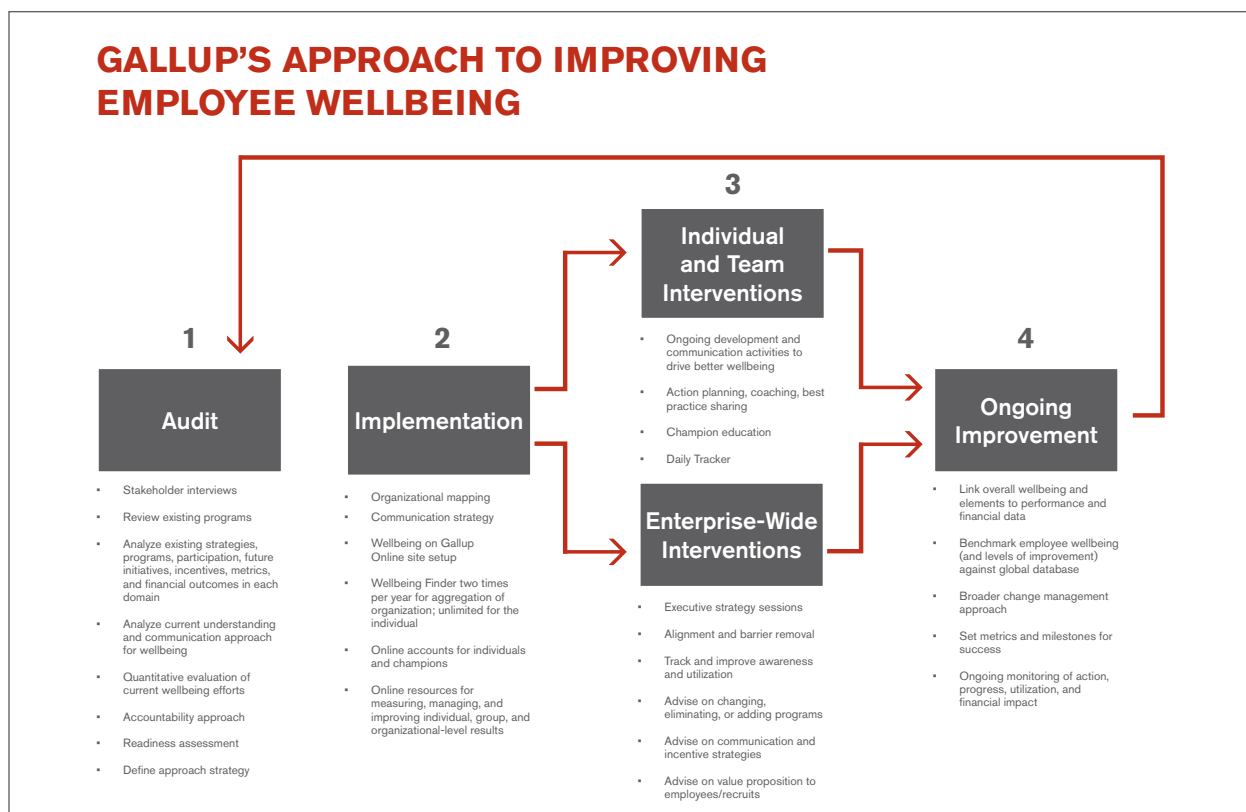 GALLUP'S APPROACH TO IMPROVING
EMPLOYEE WELLBEING
1
Audit
▪ Stakeholder interviews
▪ Review existing programs
▪ Analyze existing strategies,
programs, participation, future
initiatives, incentives, metrics,
and financial outcomes in each
domain
▪ Analyze current understanding
and communication approach
for wellbeing
▪ Quantitative evaluation of
current wellbeing efforts
▪ Accountability approach
▪ Readiness assessment
▪ Define approach strategy
2
Implementation
▪ Organizational mapping
▪ Communication strategy
▪ Wellbeing on Gallup
Online site setup
▪ Wellbeing Finder two times
per year for aggregation of
organization; unlimited for the
individual
▪ Online accounts for individuals
and champions
▪ Online resources for
measuring, managing, and
improving individual, group, and
organizational-level results
3
Individual
and Team
Interventions
▪ Ongoing development and
communication activities to
drive better wellbeing
▪ Action planning, coaching, best
practice sharing
▪ Champion education
▪ Daily Tracker
Enterprise-Wide
Interventions
▪ Executive strategy sessions
▪ Alignment and barrier removal
▪ Track and improve awareness
and utilization
▪ Advise on changing,
eliminating, or adding programs
▪ Advise on communication and
incentive strategies
▪ Advise on value proposition to
employees/recruits
4
Ongoing
Improvement
▪ Link overall wellbeing and
elements to performance and
financial data
▪ Benchmark employee wellbeing
(and levels of improvement)
against global database
▪ Broader change management
approach
▪ Set metrics and milestones for
success
▪ Ongoing monitoring of action,
progress, utilization, and
financial impact